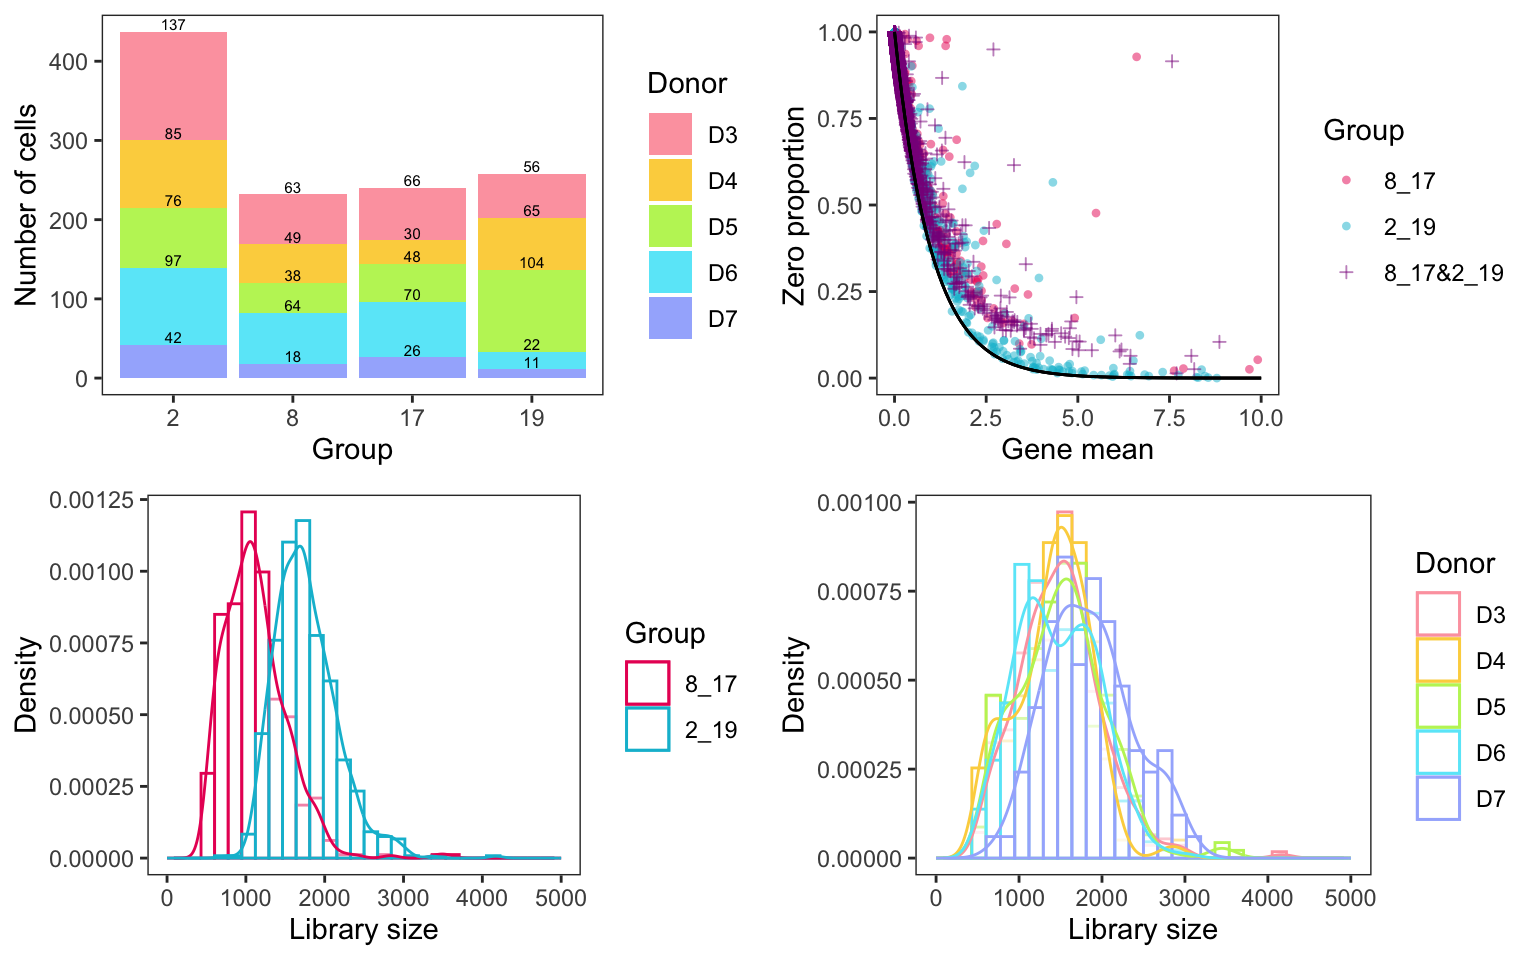 Number of cells
400
300
200
100
0
137
85
76
97
42
63
49
38
64
18
66
30
48
70
26
56
65
104
22
11
2 8 17 19
Group
Donor
D3
D4
D5
D6
D7
Zero proportion
1.00
0.75
0.50
0.25
0.00
0.0 2.5 5.0 7.5 10.0
Gene mean
Group
8_17
2_19
8_17&2_19
Density
0.00125
0.00100
0.00075
0.00050
0.00025
0.00000
0 1000 2000 3000 4000 5000
Library size
Group
8_17
2_19
Density
0.00100
0.00075
0.00050
0.00025
0.00000
0 1000 2000 3000 4000 5000
Library size
Donor
D3
D4
D5
D6
D7